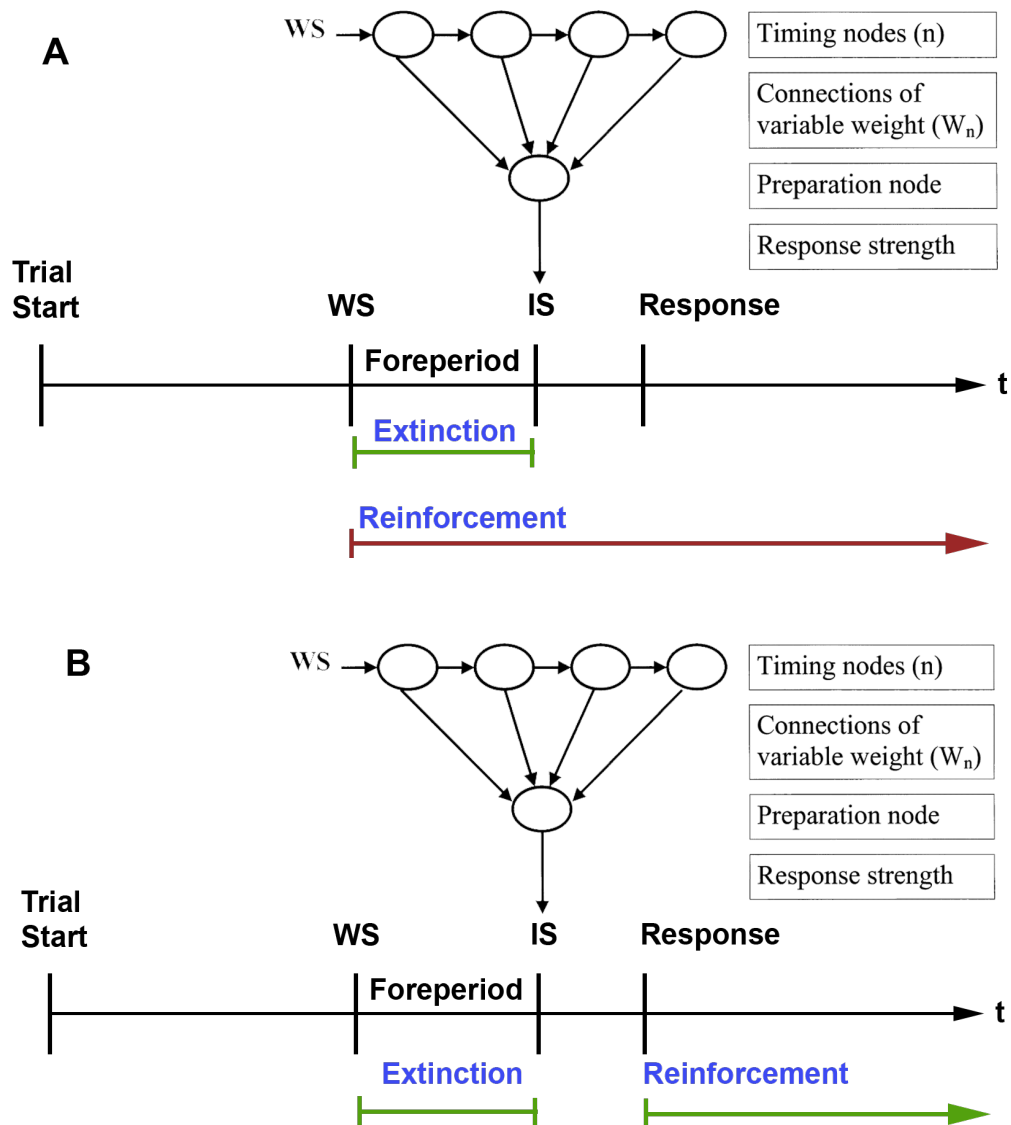 A
WS
Timing nodes (n)
Connections of
variable weight (Wn)
Preparation node
Response strength
Trial
Start
WS
IS
Response
Foreperiod
t
Extinction
Reinforcement
B
WS
Timing nodes (n)
Connections of
variable weight (Wn)
Preparation node
Response strength
Trial
Start
WS
IS
Response
Foreperiod
t
Extinction
Reinforcement